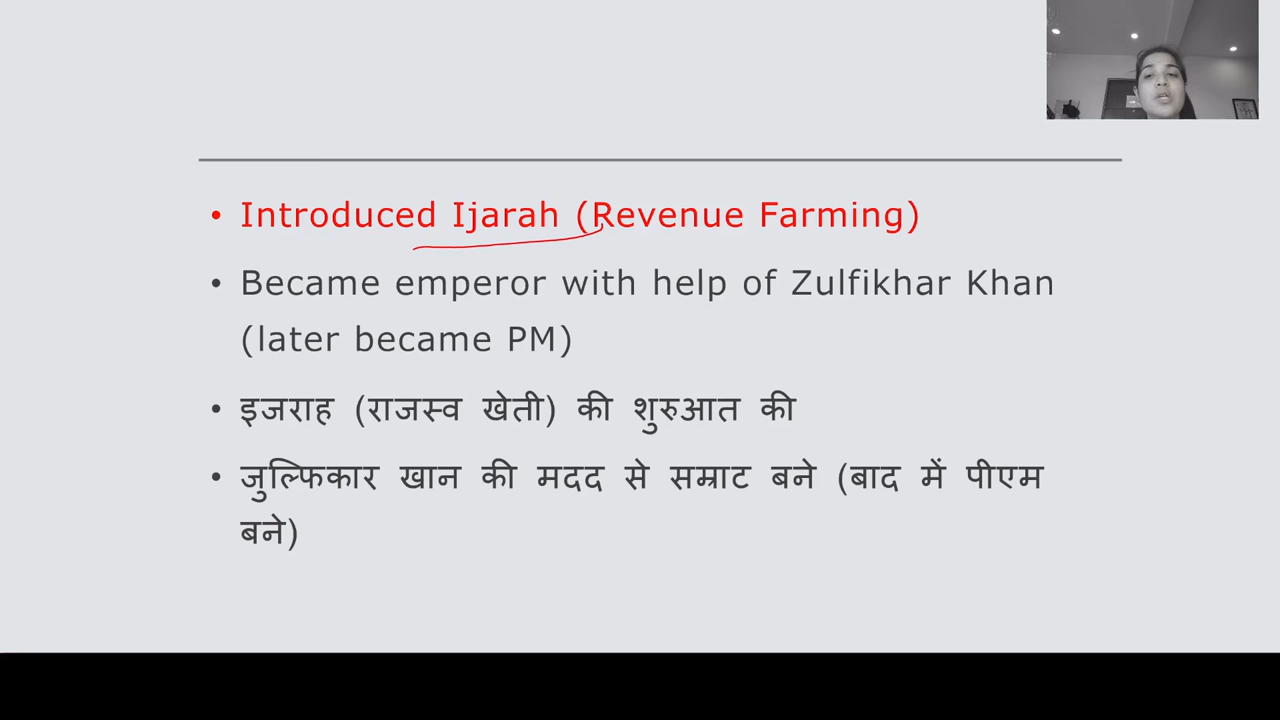 • Introduced Ijarah (Revenue Farming)
• Became emperor with help of Zulfikhar Khan
(later became PM)
• इजराह (राजस्व खेती) की शुरुआत की
• जुल्फिकार खान की मदद से सम्राट बने (बाद में पीएम
बने)